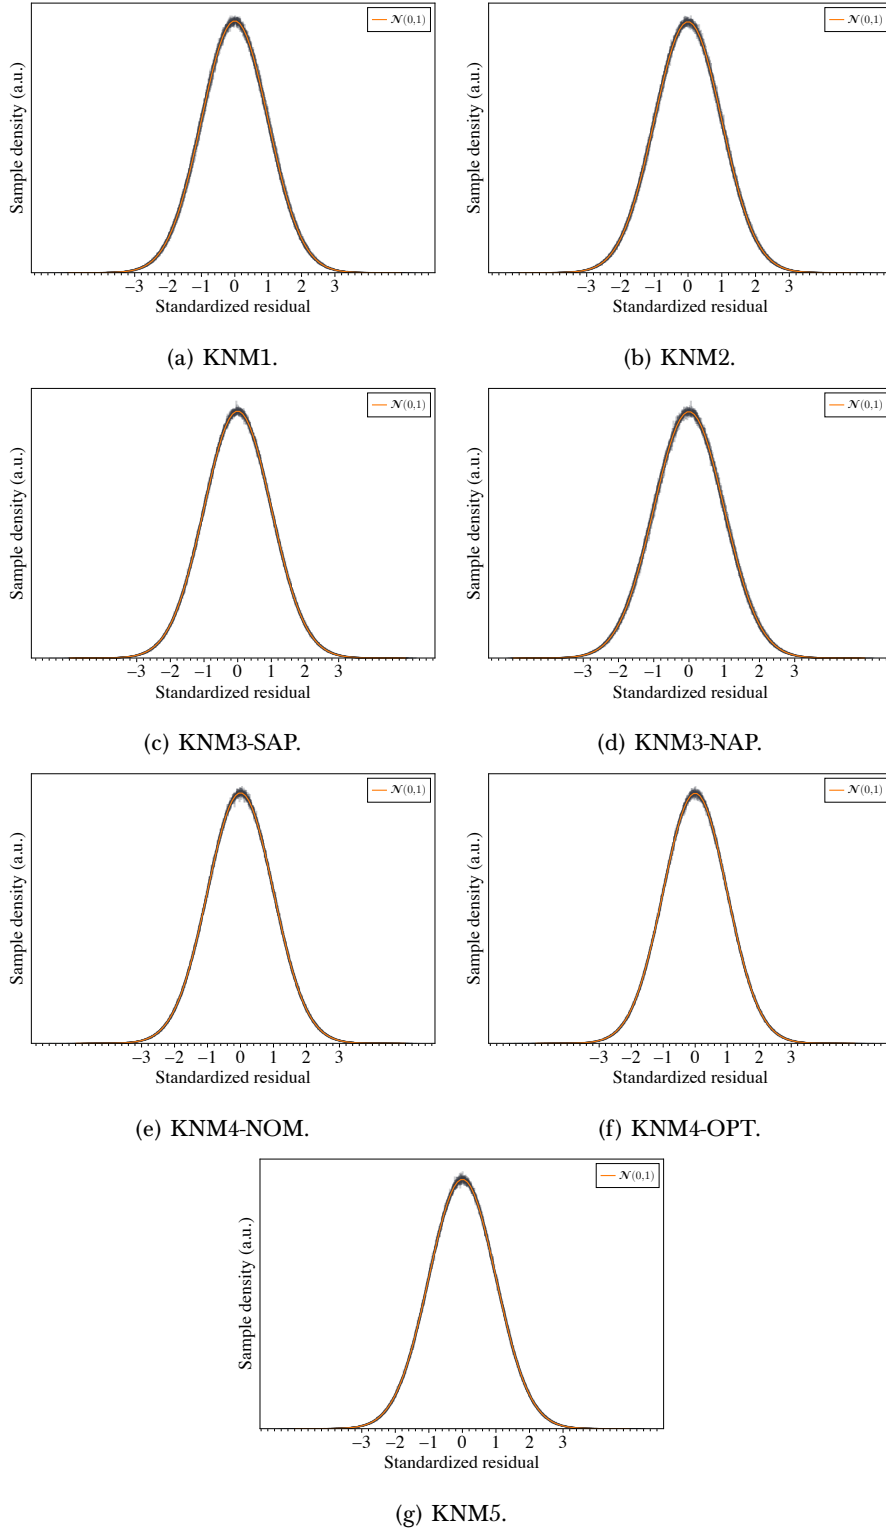 𝒩(0,1)
Sample density (a.u.)
−3 −2 −1 0 1 2 3
Standardized residual
(a) KNM1.
𝒩(0,1)
Sample density (a.u.)
−3 −2 −1 0 1 2 3
Standardized residual
(b) KNM2.
𝒩(0,1)
Sample density (a.u.)
−3 −2 −1 0 1 2 3
Standardized residual
(c) KNM3-SAP.
𝒩(0,1)
Sample density (a.u.)
−3 −2 −1 0 1 2 3
Standardized residual
(d) KNM3-NAP.
𝒩(0,1)
Sample density (a.u.)
−3 −2 −1 0 1 2 3
Standardized residual
(e) KNM4-NOM.
𝒩(0,1)
Sample density (a.u.)
−3 −2 −1 0 1 2 3
Standardized residual
(f) KNM4-OPT.
𝒩(0,1)
Sample density (a.u.)
−3 −2 −1 0 1 2 3
Standardized residual
(g) KNM5.